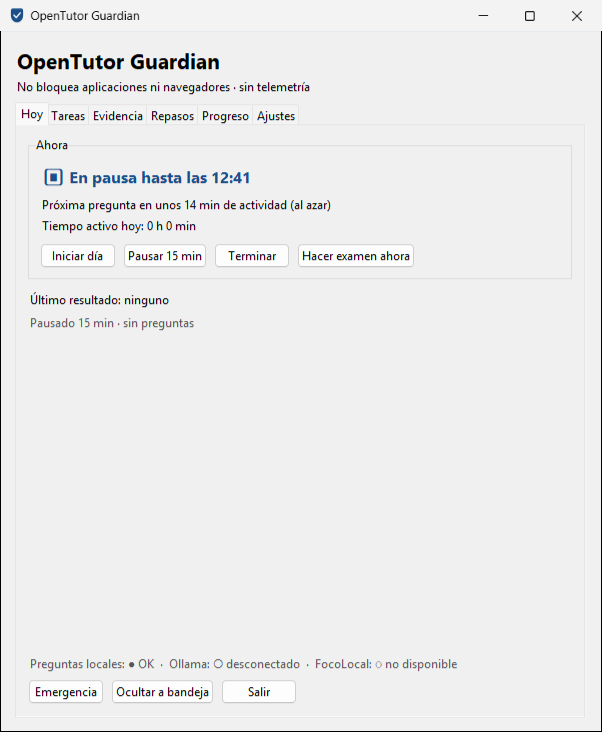 OpenTutor Guardian
OpenTutor Guardian
No bloquea aplicaciones ni navegadores · sin telemetría
Hoy Tareas Evidencia Repasos Progreso Ajustes
Ahora
En pausa hasta las 12:41
Próxima pregunta en unos 14 min de actividad (al azar)
Tiempo activo hoy: 0 h 0 min
Iniciar día Pausar 15 min Terminar Hacer examen ahora
Último resultado: ninguno
Pausado 15 min · sin preguntas
Preguntas locales: ● OK · Ollama: ○ desconectado · FocoLocal: ○ no disponible
Emergencia Ocultar a bandeja Salir